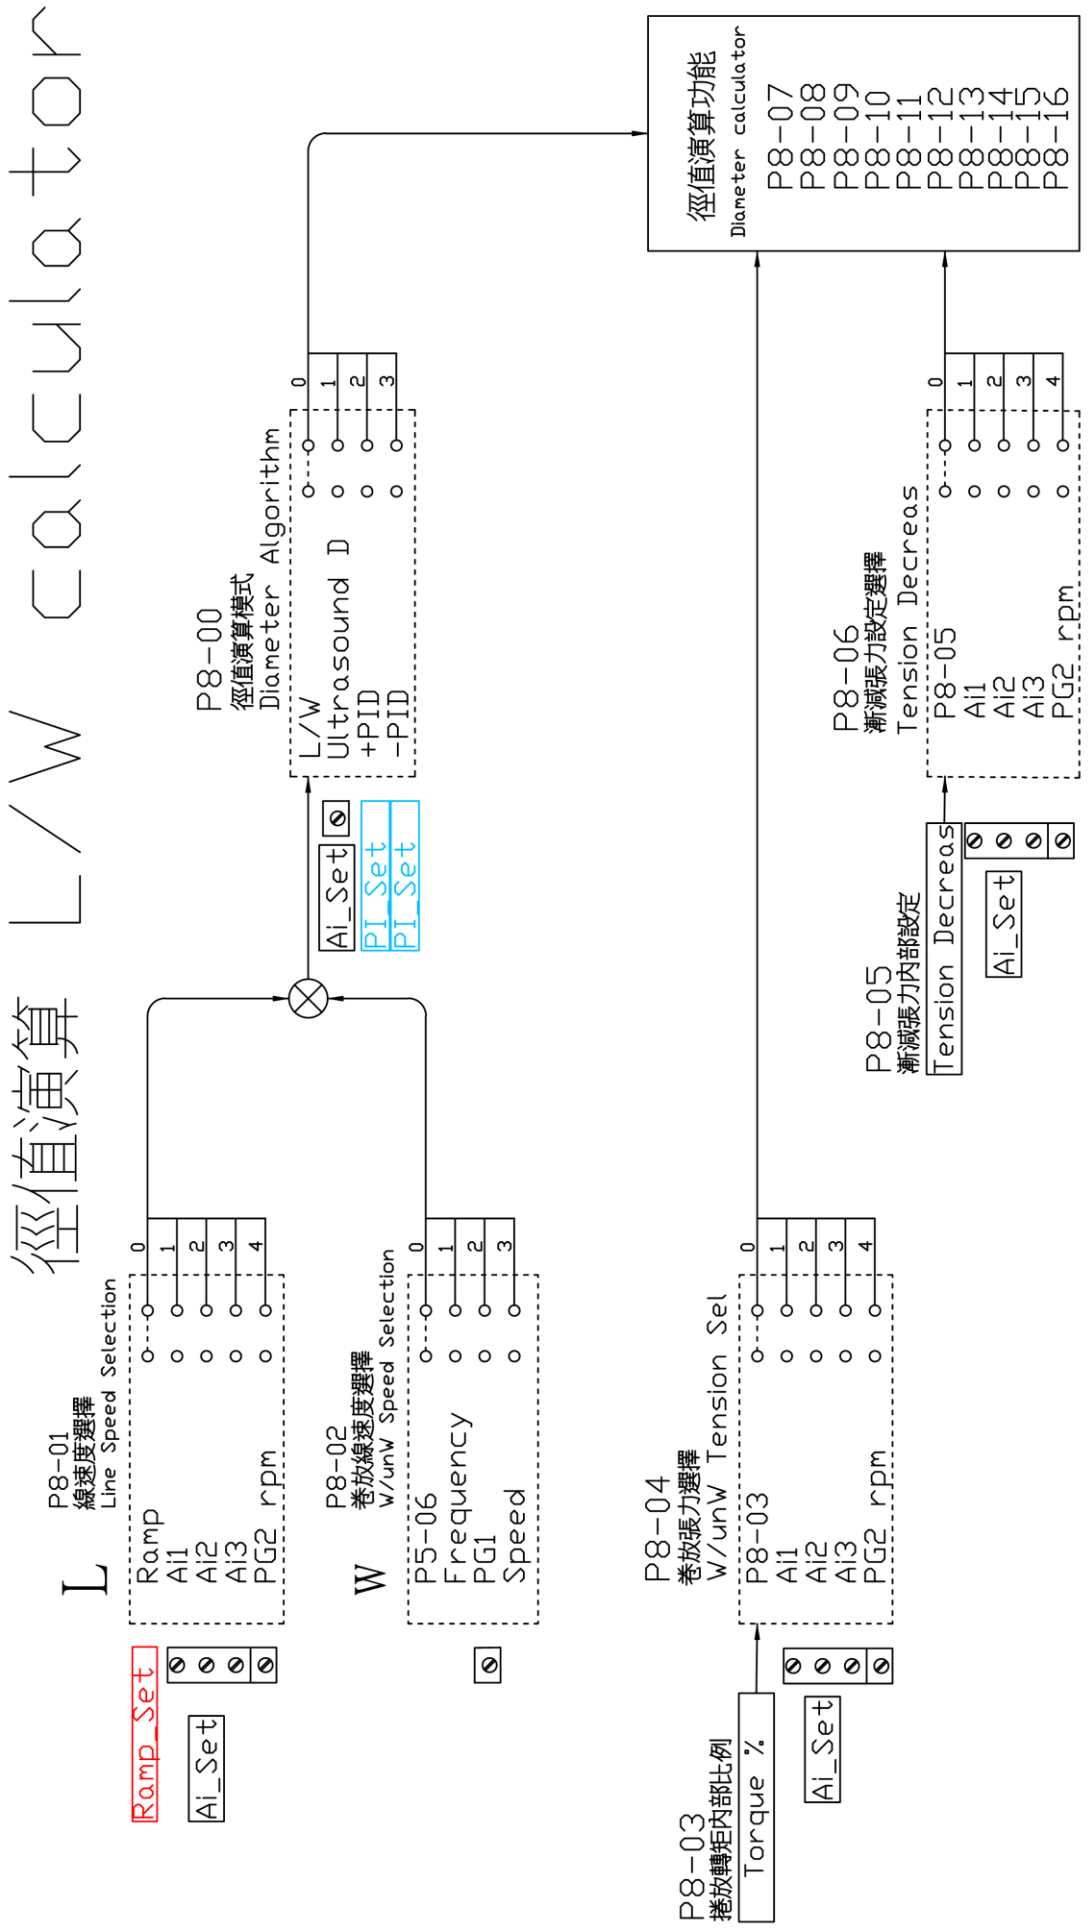 徑值演算 L/W calculator
P8-01
線速度選擇
Line Speed Selection
L
Ramp_Set
Ramp 0
Ai1 1
Ai2 2
Ai3 3
PG2 rpm 4
Ai_Set
P8-02
卷放線速度選擇
W/unW Speed Selection
W
P5-06 0
Frequency 1
PG1 2
Speed 3
P8-00
徑值演算模式
Diameter Algorithm
L/W 0
Ultrasound D 1
+PID 2
-PID 3
Ai_Set
PI_Set
PI_Set
P8-03
捲放轉矩內部比例
Torque %
Ai_Set
P8-04
卷放張力選擇
W/unW Tension Sel
P8-03 0
Ai1 1
Ai2 2
Ai3 3
PG2 rpm 4
P8-05
漸減張力內部設定
Tension Decreas
Ai_Set
P8-06
漸減張力設定選擇
Tension Decreas
P8-05 0
Ai1 1
Ai2 2
Ai3 3
PG2 rpm 4
徑值演算功能
Diameter calculator
P8-07
P8-08
P8-09
P8-10
P8-11
P8-12
P8-13
P8-14
P8-15
P8-16